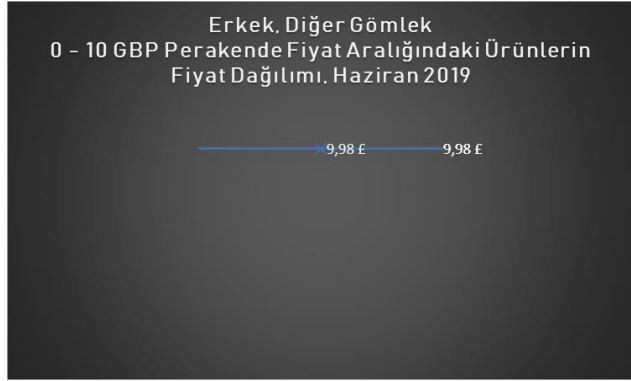 Erkek, Diğer Gömlek
0 - 10 GBP Perakende Fiyat Aralığındaki Ürünlerin
Fiyat Dağılımı, Haziran 2019
9,98 £ 9,98 £